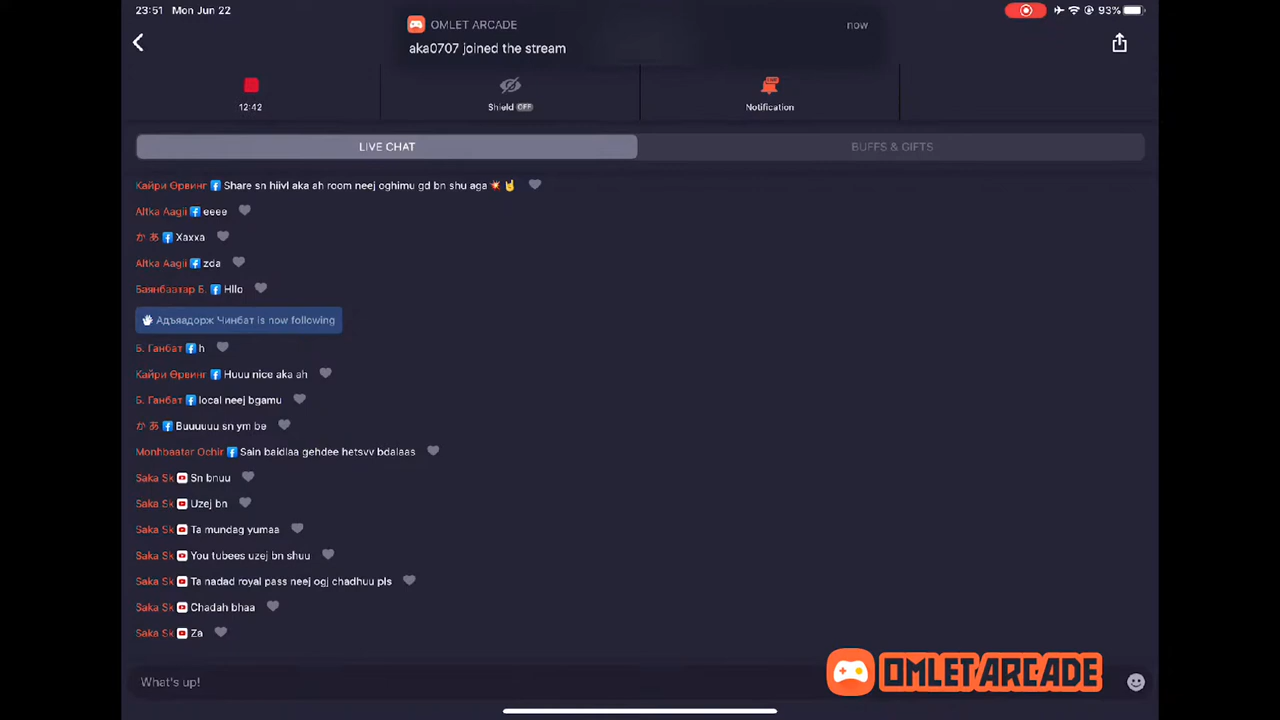 23:51 Mon Jun 22
93%
OMLET ARCADE now
aka0707 joined the stream
12:42
Shield OFF
Notification
LIVE CHAT
BUFFS & GIFTS
Кайри Өрвинг Share sn hiivl aka ah room neej oghimu gd bn shu aga
Altka Aagii eeee
か あ Xaxxa
Altka Aagii zda
Баянбаатар Б. Hllo
Адъяадорж Чинбат is now following
Б. Ганбат h
Кайри Өрвинг Huuu nice aka ah
Б. Ганбат local neej bgamu
か あ Buuuuuu sn ym be
Monhbaatar Ochir Sain baidlaa gehdee hetsvv bdalaas
Saka Sk Sn bnuu
Saka Sk Uzej bn
Saka Sk Ta mundag yumaa
Saka Sk You tubees uzej bn shuu
Saka Sk Ta nadad royal pass neej ogj chadhuu pls
Saka Sk Chadah bhaa
Saka Sk Za
What's up!
OMLET ARCADE